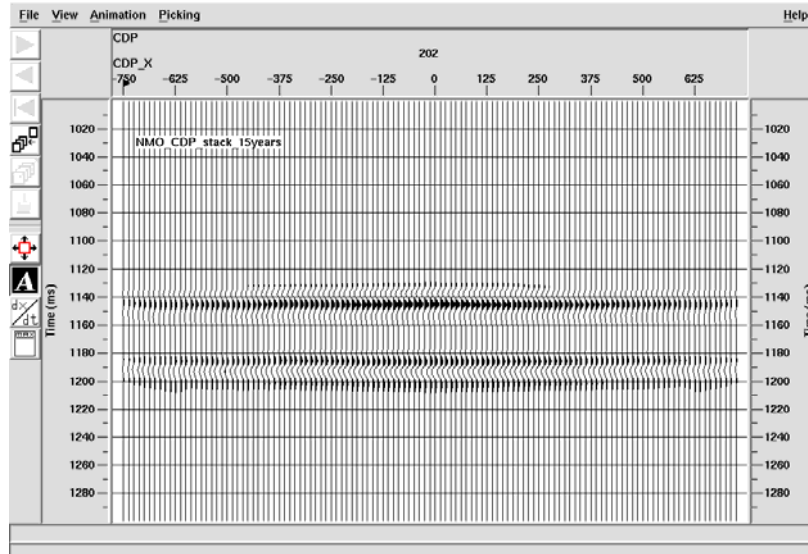 File View Animation Picking Help
CDP
202
CDP_X
-750 -625 -500 -375 -250 -125 0 125 250 375 500 625
NMO_CDP_stack_15years
1020 1020
1040 1040
1060 1060
1080 1080
1100 1100
1120 1120
1140 1140
1160 1160
1180 1180
1200 1200
1220 1220
1240 1240
1260 1260
1280 1280
Time (ms)
A
dx/dt